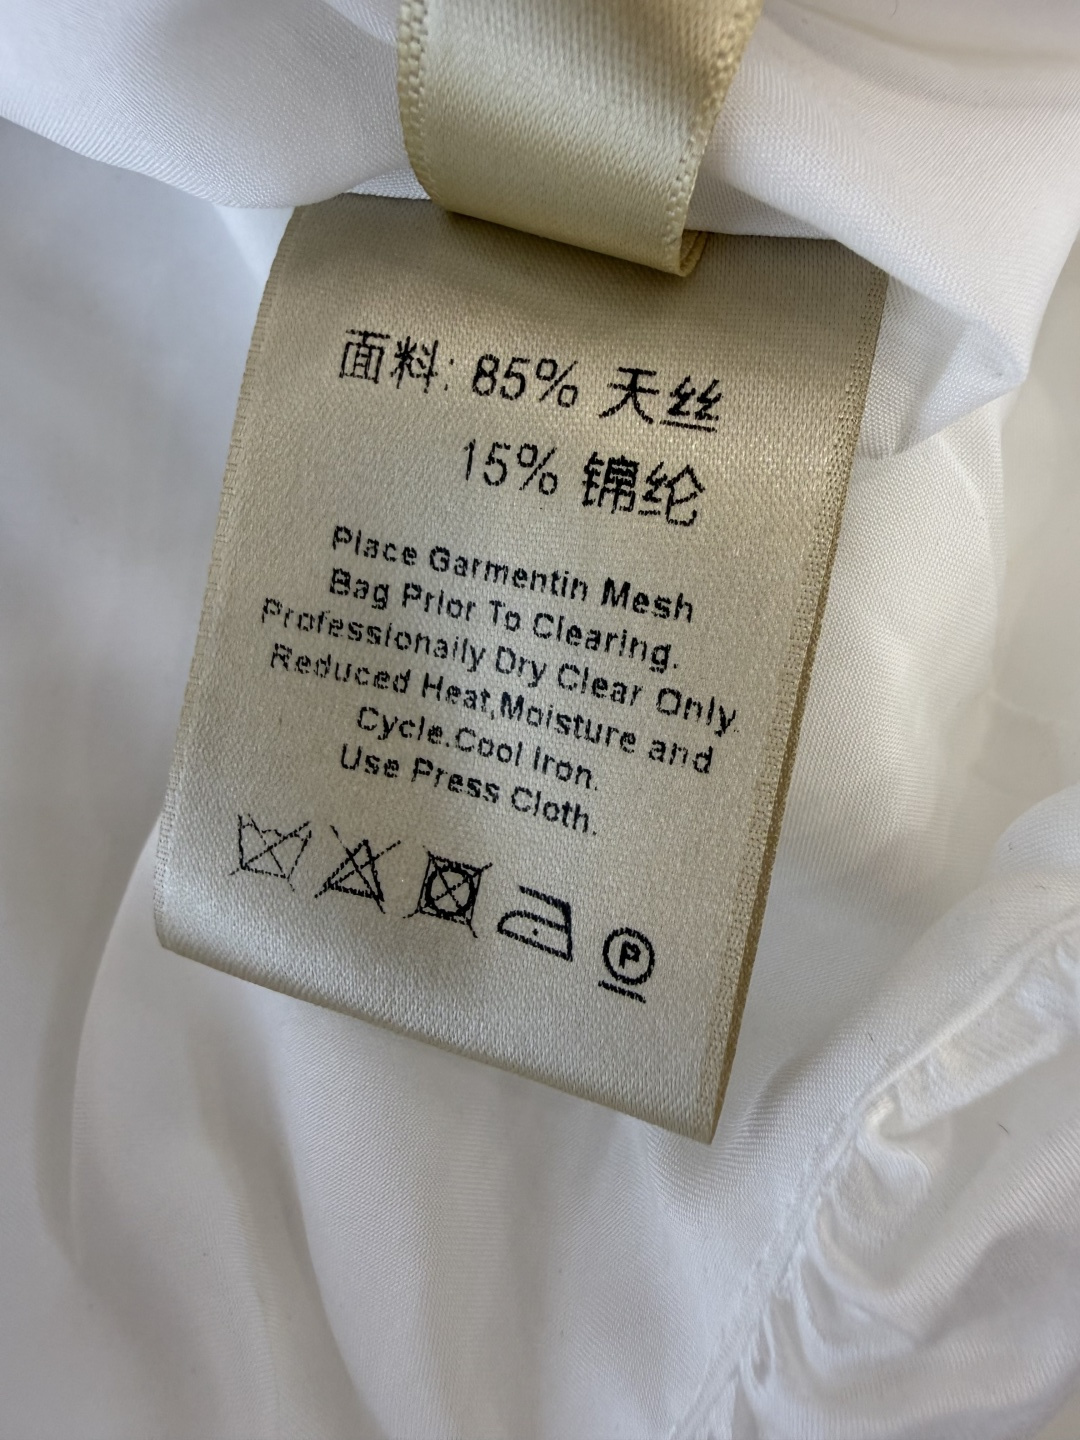 面料: 85% 天丝
15% 锦纶
Place Garmentin Mesh
Bag Prior To Clearing.
Professionaily Dry Clear Only.
Reduced Heat,Moisture and
Cycle.Cool Iron.
Use Press Cloth.
P